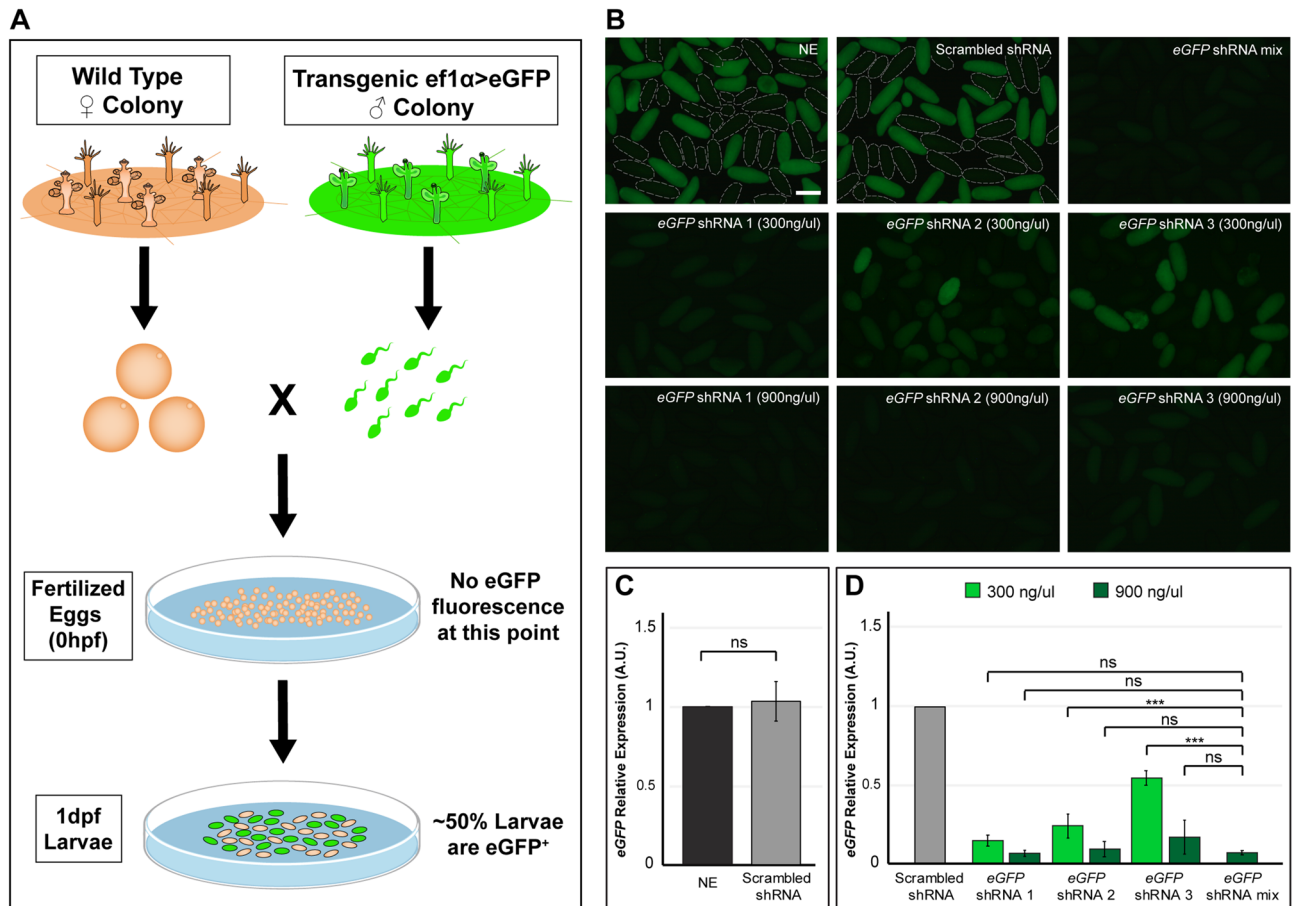 A
Wild Type
♀ Colony
Transgenic ef1α>eGFP
♂ Colony
X
Fertilized
Eggs
(0hpf)
No eGFP
fluorescence
at this point
1dpf
Larvae
~50% Larvae
are eGFP⁺
B
NE
Scrambled shRNA
eGFP shRNA mix
eGFP shRNA 1 (300ng/ul)
eGFP shRNA 2 (300ng/ul)
eGFP shRNA 3 (300ng/ul)
eGFP shRNA 1 (900ng/ul)
eGFP shRNA 2 (900ng/ul)
eGFP shRNA 3 (900ng/ul)
C
eGFP Relative Expression (A.U.)
1.5
1
0.5
0
ns
NE
Scrambled
shRNA
D
300 ng/ul
900 ng/ul
eGFP Relative Expression (A.U.)
1.5
1
0.5
0
ns
ns
***
ns
***
ns
Scrambled
shRNA
eGFP
shRNA 1
eGFP
shRNA 2
eGFP
shRNA 3
eGFP
shRNA mix